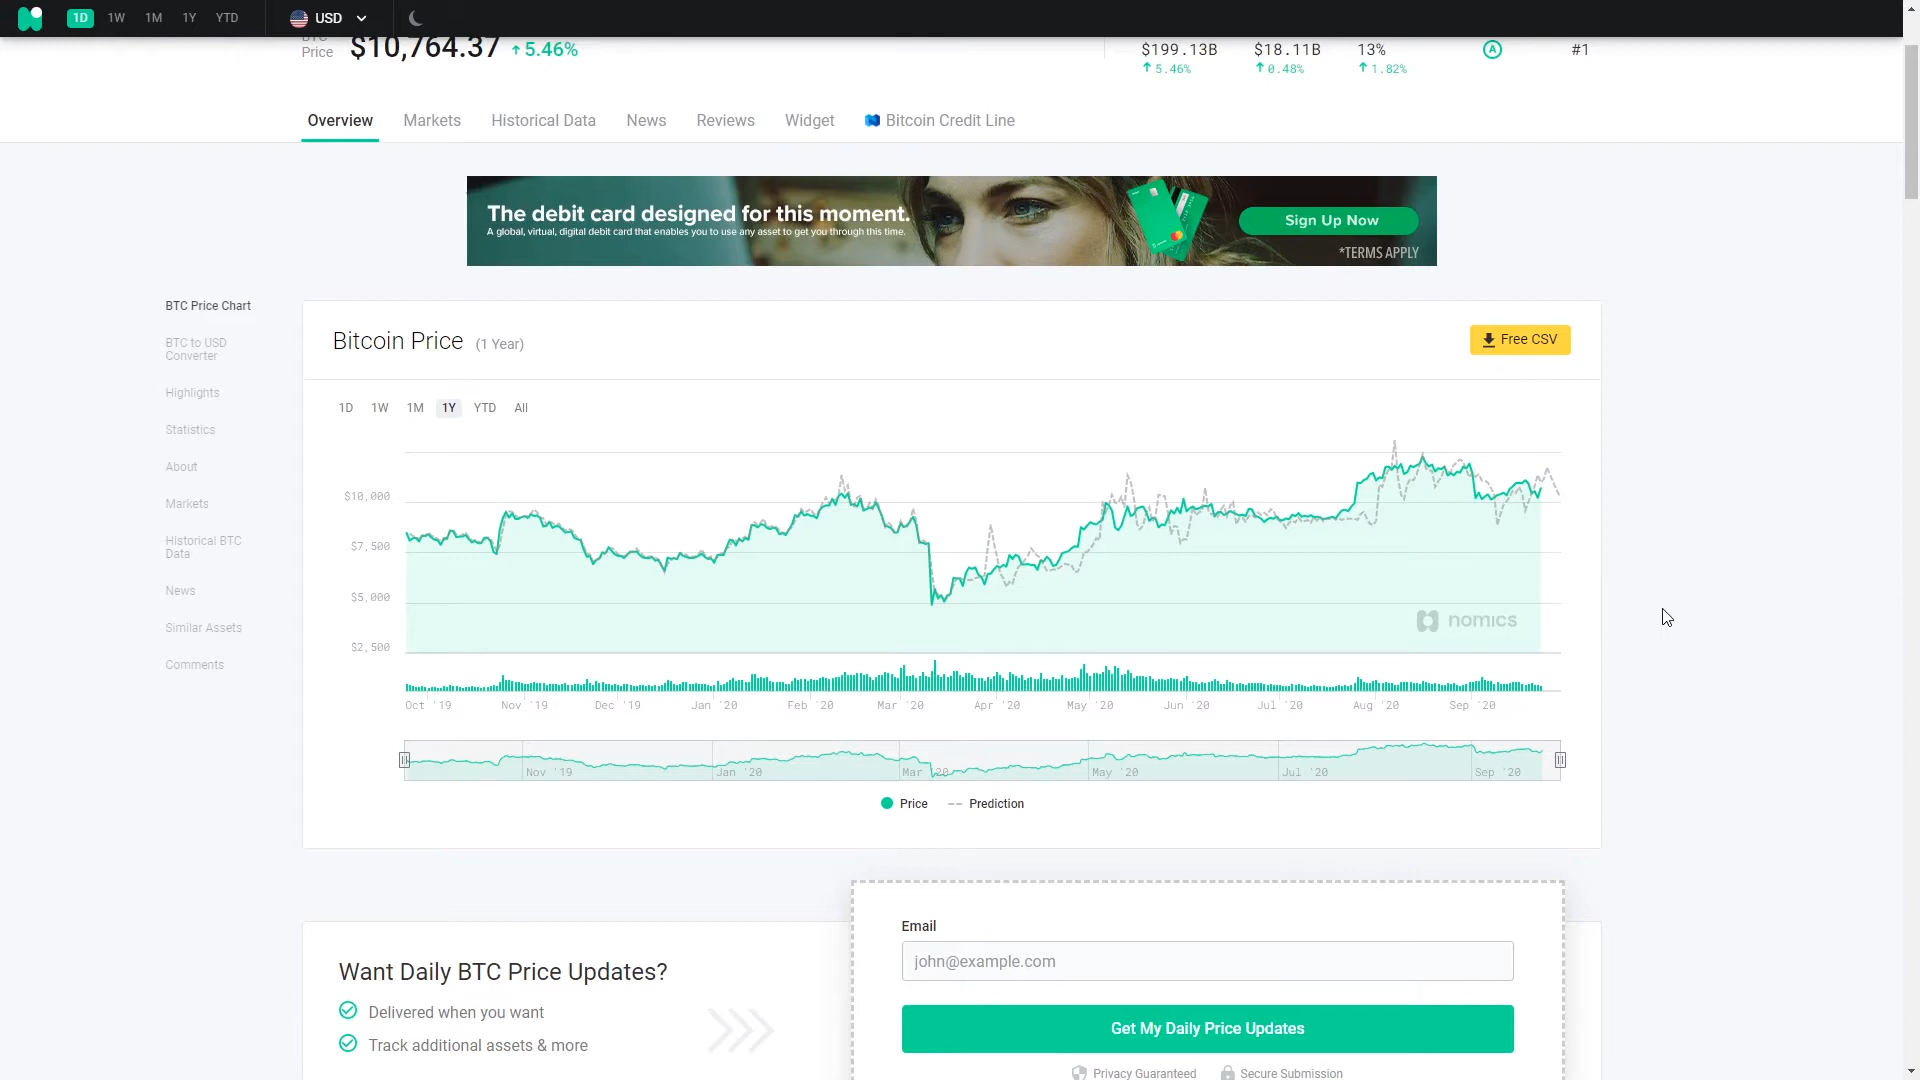 1D 1W 1M 1Y YTD USD
BTC
Price $10,764.37 5.46% $199.13B $18.11B 13% A #1
5.46% 0.48% 1.82%
Overview Markets Historical Data News Reviews Widget Bitcoin Credit Line
The debit card designed for this moment.
A global, virtual, digital debit card that enables you to use any asset to get you through this time.
Sign Up Now
*TERMS APPLY
BTC Price Chart
BTC to USD
Converter
Highlights
Statistics
About
Markets
Historical BTC
Data
News
Similar Assets
Comments
Bitcoin Price (1 Year)
Free CSV
1D 1W 1M 1Y YTD All
$10,000
$7,500
$5,000
$2,500
nomics
Oct '19 Nov '19 Dec '19 Jan '20 Feb '20 Mar '20 Apr '20 May '20 Jun '20 Jul '20 Aug '20 Sep '20
Nov '19 Jan '20 Mar '20 May '20 Jul '20 Sep '20
Price Prediction
Want Daily BTC Price Updates?
Delivered when you want
Track additional assets & more
Email
john@example.com
Get My Daily Price Updates
Privacy Guaranteed Secure Submission